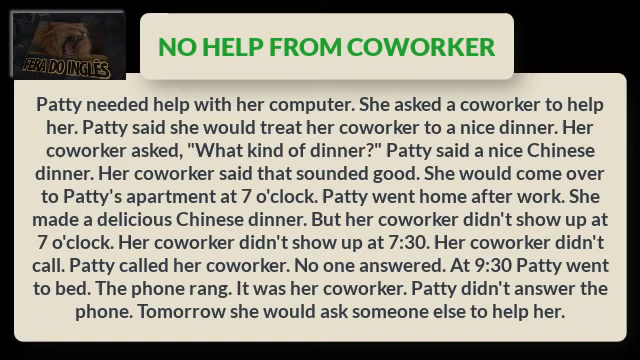 FERA DO INGLÊS
NO HELP FROM COWORKER
Patty needed help with her computer. She asked a coworker to help
her. Patty said she would treat her coworker to a nice dinner. Her
coworker asked, "What kind of dinner?" Patty said a nice Chinese
dinner. Her coworker said that sounded good. She would come over
to Patty's apartment at 7 o'clock. Patty went home after work. She
made a delicious Chinese dinner. But her coworker didn't show up at
7 o'clock. Her coworker didn't show up at 7:30. Her coworker didn't
call. Patty called her coworker. No one answered. At 9:30 Patty went
to bed. The phone rang. It was her coworker. Patty didn't answer the
phone. Tomorrow she would ask someone else to help her.